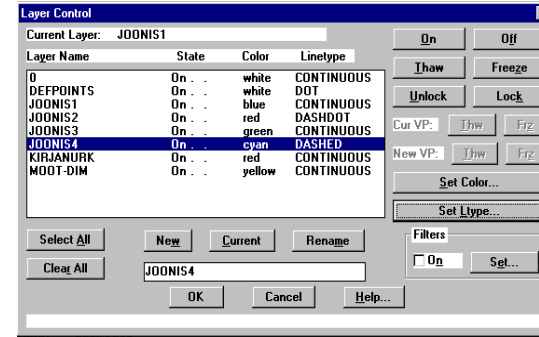 Layer Control
Current Layer: JOONIS1
On Off
Layer Name State Color Linetype
Thaw Freeze
0 On . . white CONTINUOUS
DEFPOINTS On . . white DOT
JOONIS1 On . . blue CONTINUOUS
JOONIS2 On . . red DASHDOT
JOONIS3 On . . green CONTINUOUS
JOONIS4 On . . cyan DASHED
KIRJANURK On . . red CONTINUOUS
MOOT-DIM On . . yellow CONTINUOUS
Unlock Lock
Cur VP: Thw Frz
New VP: Thw Frz
Set Color...
Set Ltype...
Select All New Current Rename
Filters
On Set...
Clear All
JOONIS4
OK Cancel Help...